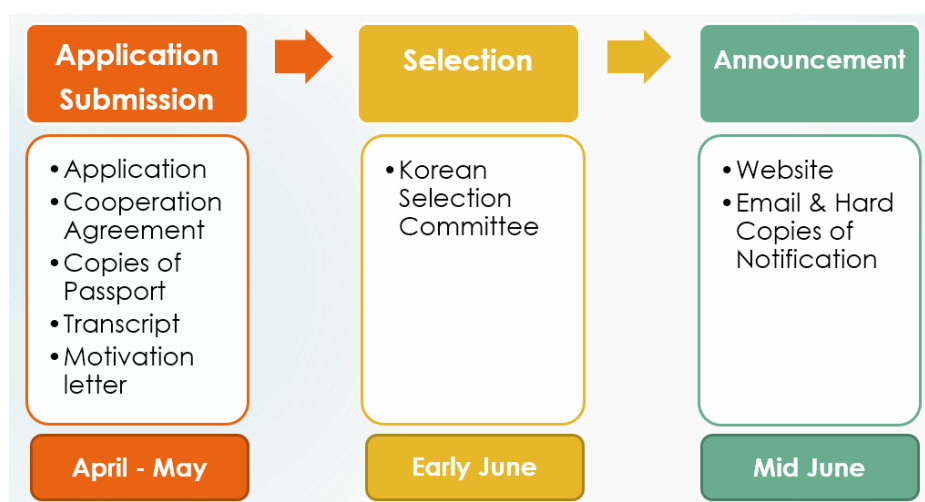 Application
Submission
Selection
Announcement
•Application
•Cooperation
Agreement
•Copies of
Passport
•Transcript
•Motivation
letter
•Korean
Selection
Committee
•Website
•Email & Hard
Copies of
Notification
April - May
Early June
Mid June